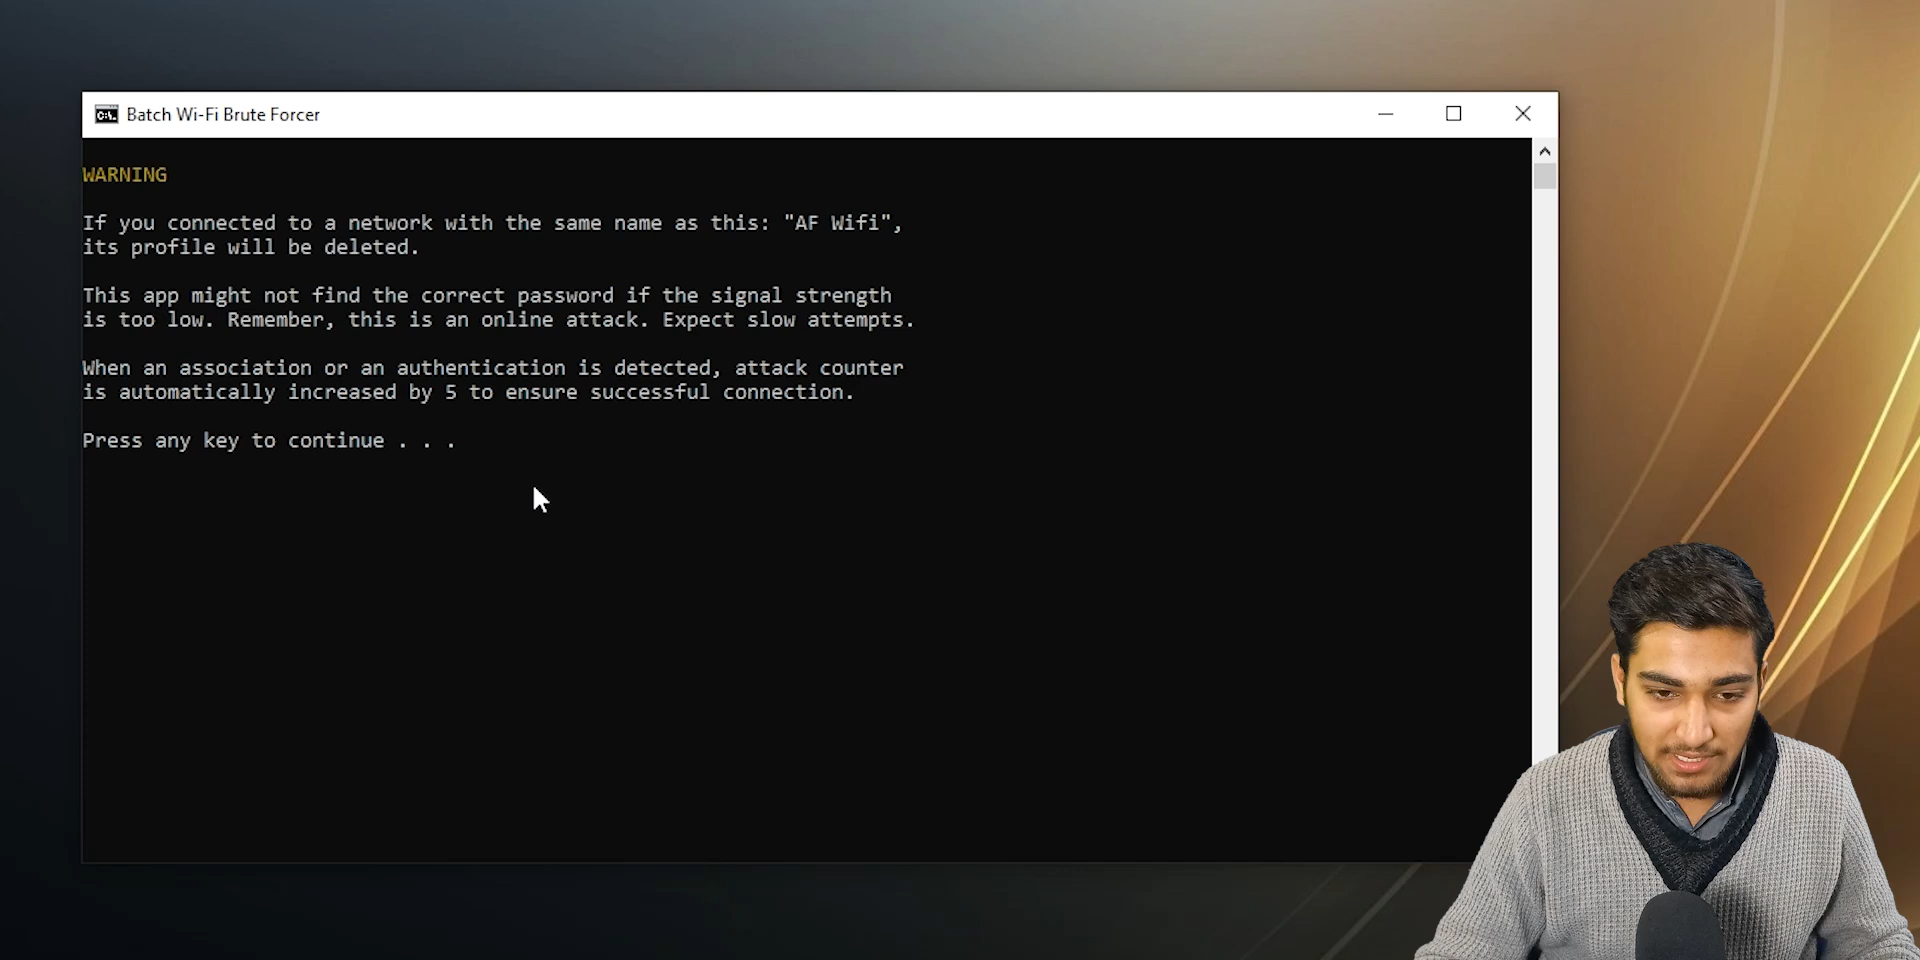 Batch Wi-Fi Brute Forcer
WARNING
If you connected to a network with the same name as this: "AF Wifi",
its profile will be deleted.
This app might not find the correct password if the signal strength
is too low. Remember, this is an online attack. Expect slow attempts.
When an association or an authentication is detected, attack counter
is automatically increased by 5 to ensure successful connection.
Press any key to continue . . .